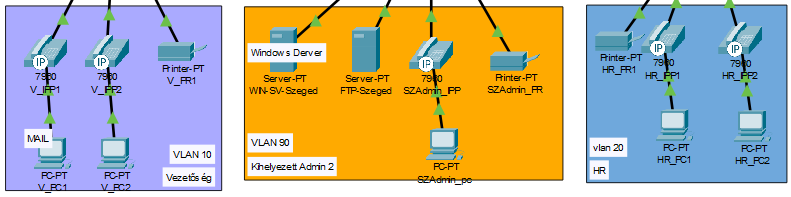 IP
7960
V_IPP1
IP
7960
V_IPP2
Printer-PT
V_PR1
MAIL
PC-PT
V_PC1
PC-PT
V_PC2
VLAN 10
Vezetőség
Windows Derver
Server-PT
WIN-SV-Szeged
Server-PT
FTP-Szeged
IP
7960
SZAdmin_IPP
Printer-PT
SZAdmin_PR
VLAN 90
Kihelyezett Admin 2
PC-PT
SZAdmin_pc
Printer-PT
HR_PR1
IP
7960
HR_IPP1
IP
7960
HR_IPP2
vlan 20
HR
PC-PT
HR_PC1
PC-PT
HR_PC2